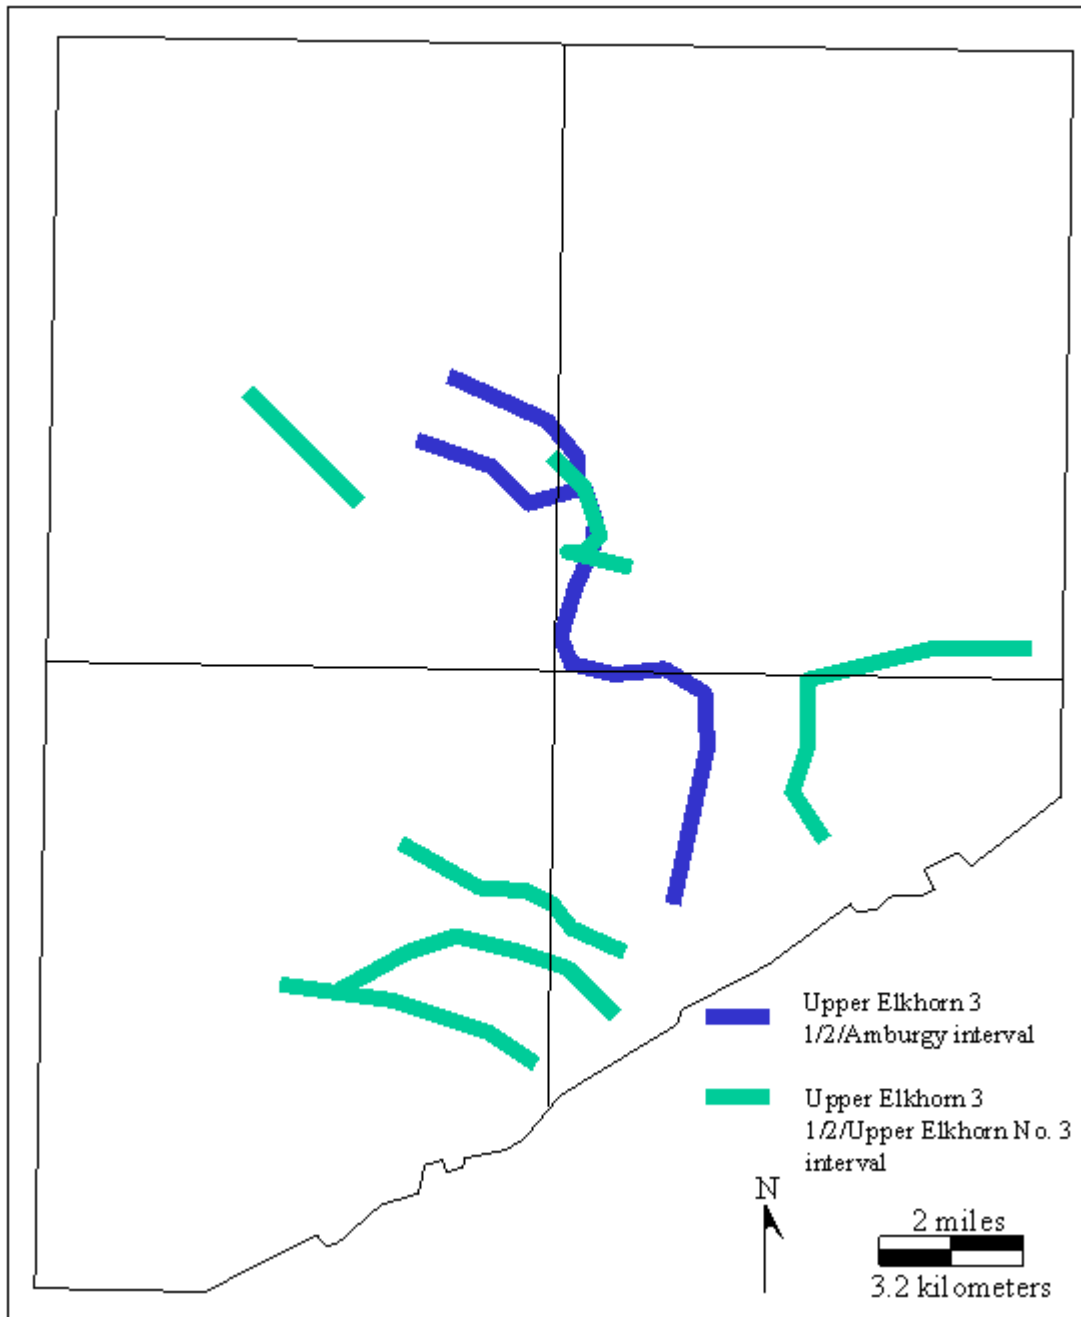 Upper Elkhorn 3
1/2/Amburgy interval
Upper Elkhorn 3
1/2/Upper Elkhorn No. 3
interval
N
2 miles
3.2 kilometers